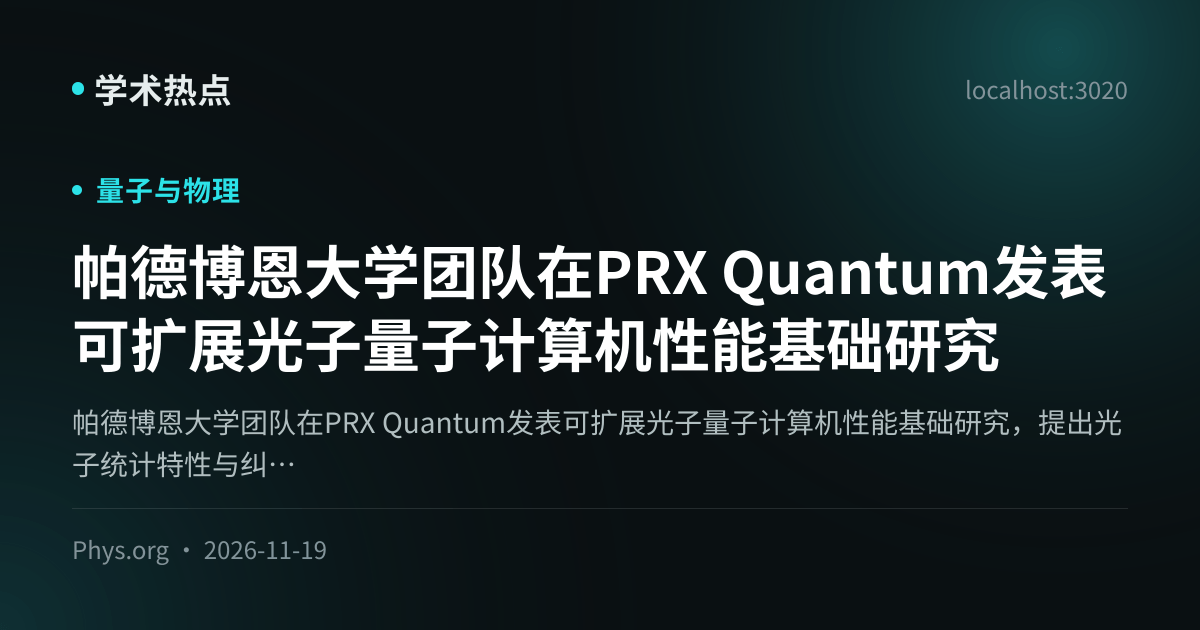 学术热点
localhost:3020
量子与物理
帕德博恩大学团队在PRX Quantum发表
可扩展光子量子计算机性能基础研究
帕德博恩大学团队在PRX Quantum发表可扩展光子量子计算机性能基础研究，提出光
子统计特性与纠…
Phys.org • 2026-11-19